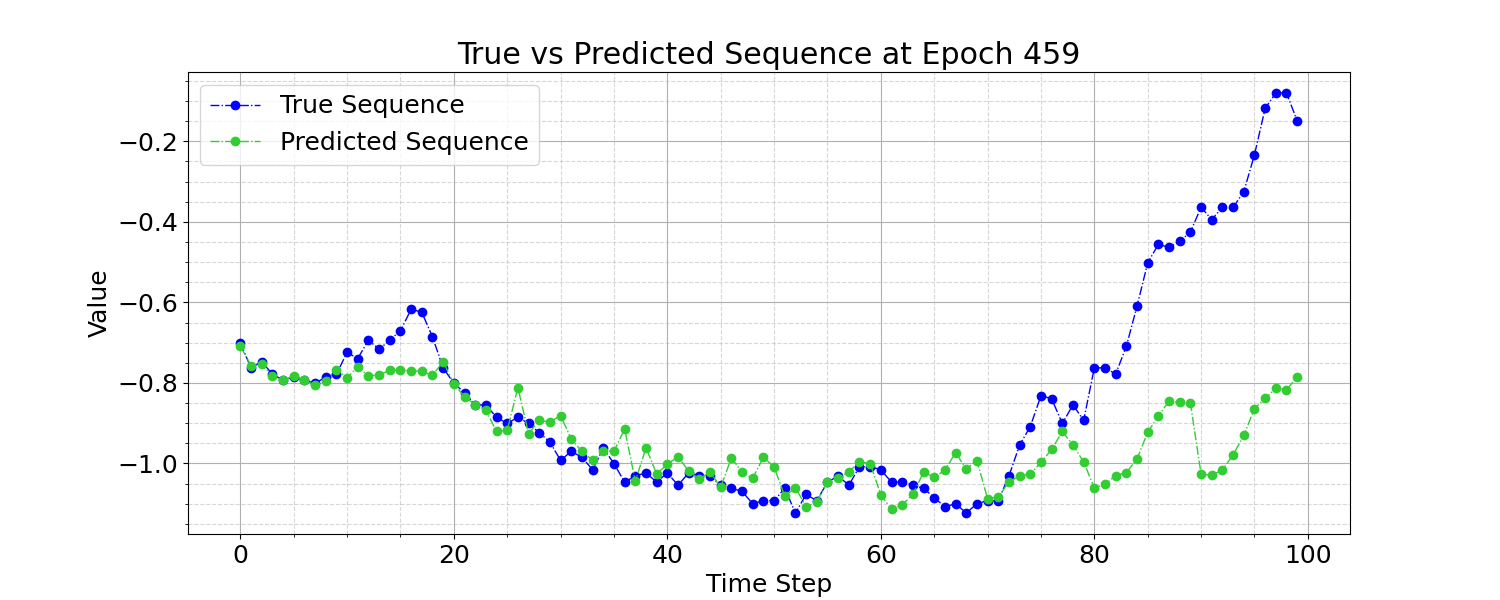 True vs Predicted Sequence at Epoch 459
True Sequence
Predicted Sequence
−0.2
−0.4
−0.6
−0.8
−1.0
Value
0 20 40 60 80 100
Time Step